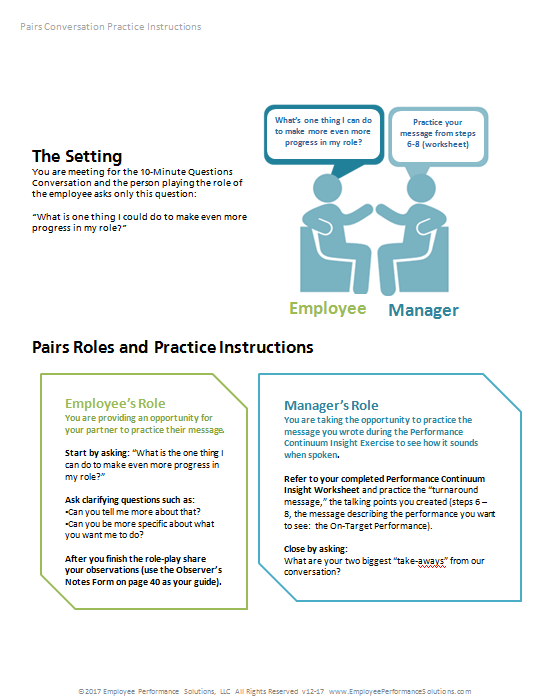 Pairs Conversation Practice Instructions
What's one thing I can do
to make more even more
progress in my role?
Practice your
message from steps
6-8 (worksheet)
The Setting
You are meeting for the 10-Minute Questions
Conversation and the person playing the role of
the employee asks only this question:
"What is one thing I could do to make even more
progress in my role?"
Employee
Manager
Pairs Roles and Practice Instructions
Employee's Role
You are providing an opportunity for
your partner to practice their message.
Start by asking: "What is the one thing I
can do to make even more progress in
my role?"
Ask clarifying questions such as:
•Can you tell me more about that?
•Can you be more specific about what
you want me to do?
After you finish the role-play share
your observations (use the Observer's
Notes Form on page 40 as your guide).
Manager's Role
You are taking the opportunity to practice the
message you wrote during the Performance
Continuum Insight Exercise to see how it sounds
when spoken.
Refer to your completed Performance Continuum
Insight Worksheet and practice the "turnaround
message," the talking points you created (steps 6 –
8, the message describing the performance you want
to see: the On-Target Performance).
Close by asking:
What are your two biggest "take-aways" from our
conversation?
©2017 Employee Performance Solutions, LLC All Rights Reserved v12-17 www.EmployeePerformanceSolutions.com